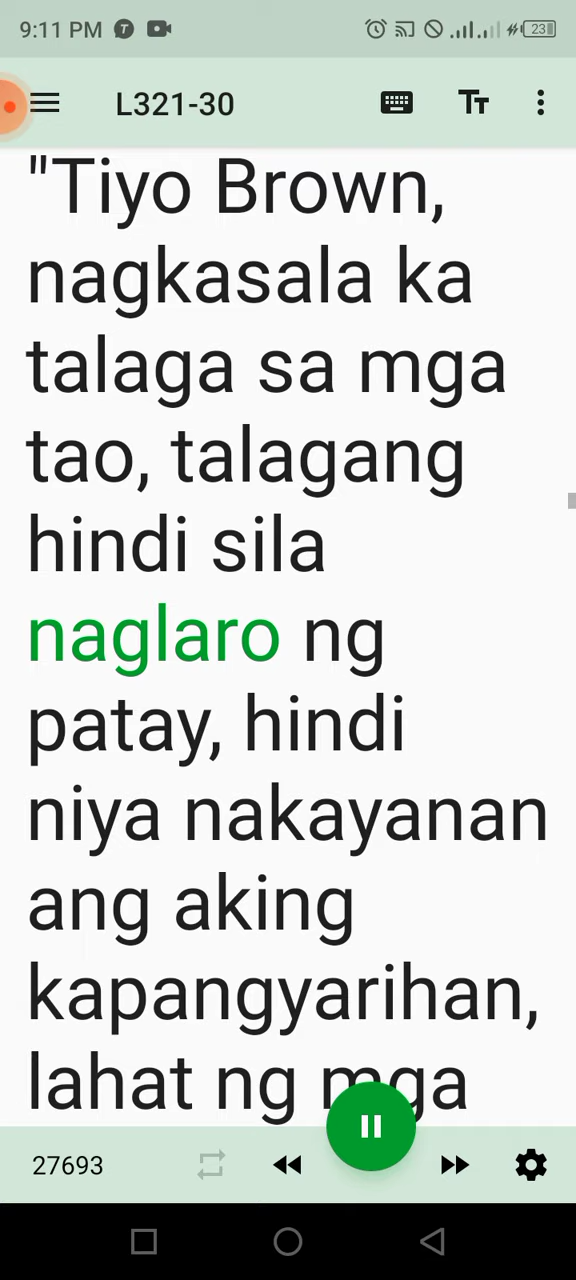 9:11 PM
23
L321-30
"Tiyo Brown,
nagkasala ka
talaga sa mga
tao, talagang
hindi sila
naglaro ng
patay, hindi
niya nakayanan
ang aking
kapangyarihan,
lahat ng mga
27693